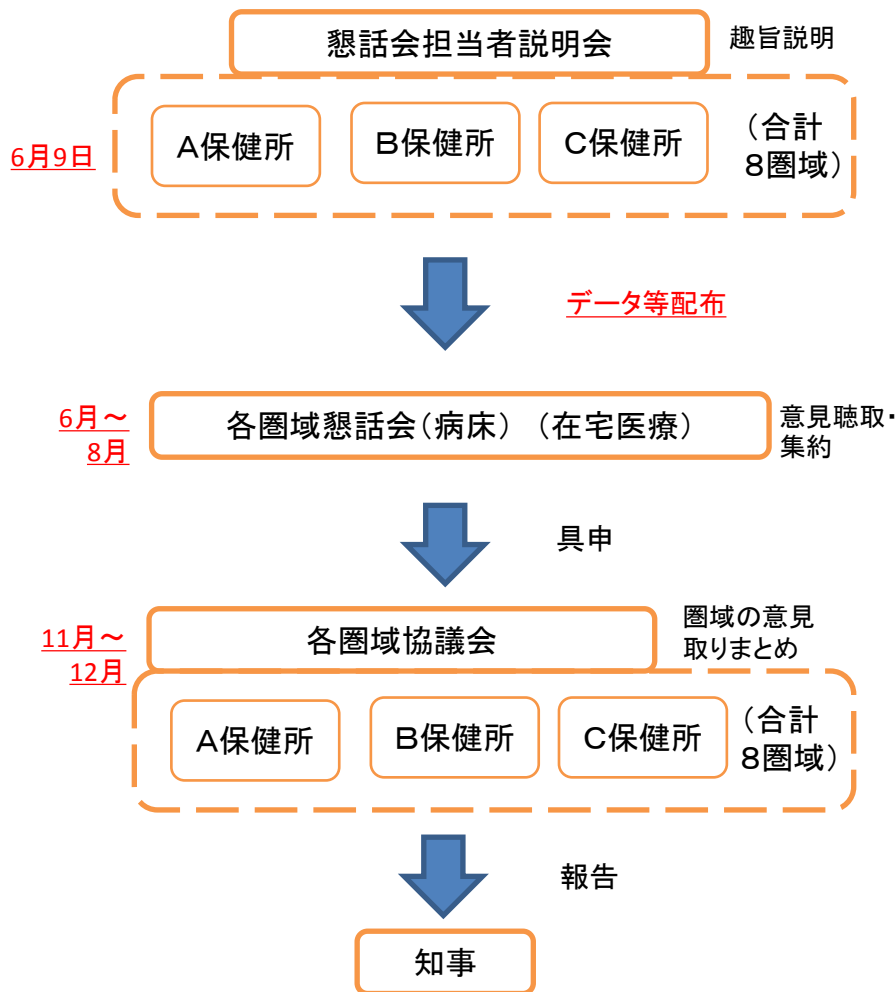 懇話会担当者説明会
趣旨説明
6月9日
A保健所
B保健所
C保健所
（合計
８圏域）
データ等配布
6月～
8月
各圏域懇話会（病床）（在宅医療）
意見聴取・
集約
具申
11月～
12月
各圏域協議会
圏域の意見
取りまとめ
A保健所
B保健所
C保健所
（合計
８圏域）
報告
知事